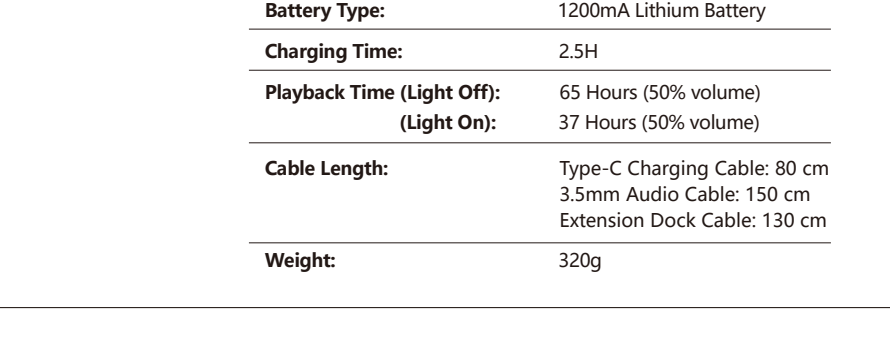 Battery Type: 1200mA Lithium Battery
Charging Time: 2.5H
Playback Time (Light Off): 65 Hours (50% volume)
(Light On): 37 Hours (50% volume)
Cable Length: Type-C Charging Cable: 80 cm
3.5mm Audio Cable: 150 cm
Extension Dock Cable: 130 cm
Weight: 320g